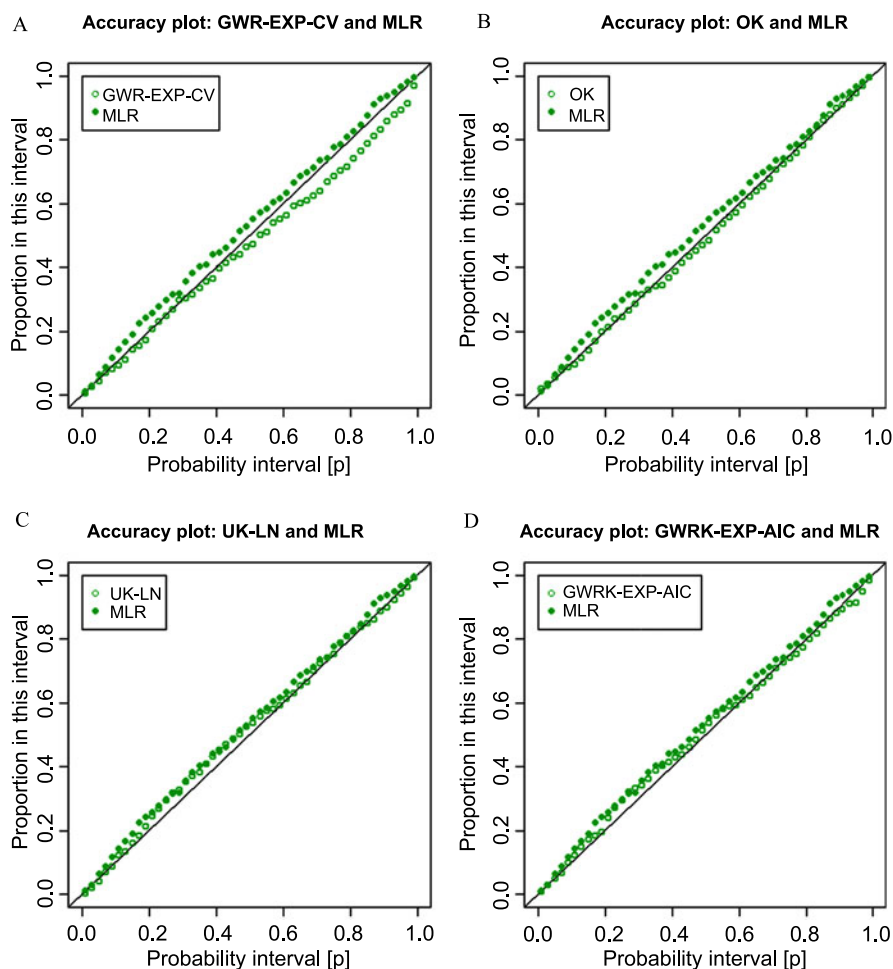 A
Accuracy plot: GWR-EXP-CV and MLR
GWR-EXP-CV
MLR
Proportion in this interval
0.0 0.2 0.4 0.6 0.8 1.0
0.0 0.2 0.4 0.6 0.8 1.0
Probability interval [p]
B
Accuracy plot: OK and MLR
OK
MLR
Proportion in this interval
0.0 0.2 0.4 0.6 0.8 1.0
0.0 0.2 0.4 0.6 0.8 1.0
Probability interval [p]
C
Accuracy plot: UK-LN and MLR
UK-LN
MLR
Proportion in this interval
0.0 0.2 0.4 0.6 0.8 1.0
0.0 0.2 0.4 0.6 0.8 1.0
Probability interval [p]
D
Accuracy plot: GWRK-EXP-AIC and MLR
GWRK-EXP-AIC
MLR
Proportion in this interval
0.0 0.2 0.4 0.6 0.8 1.0
0.0 0.2 0.4 0.6 0.8 1.0
Probability interval [p]